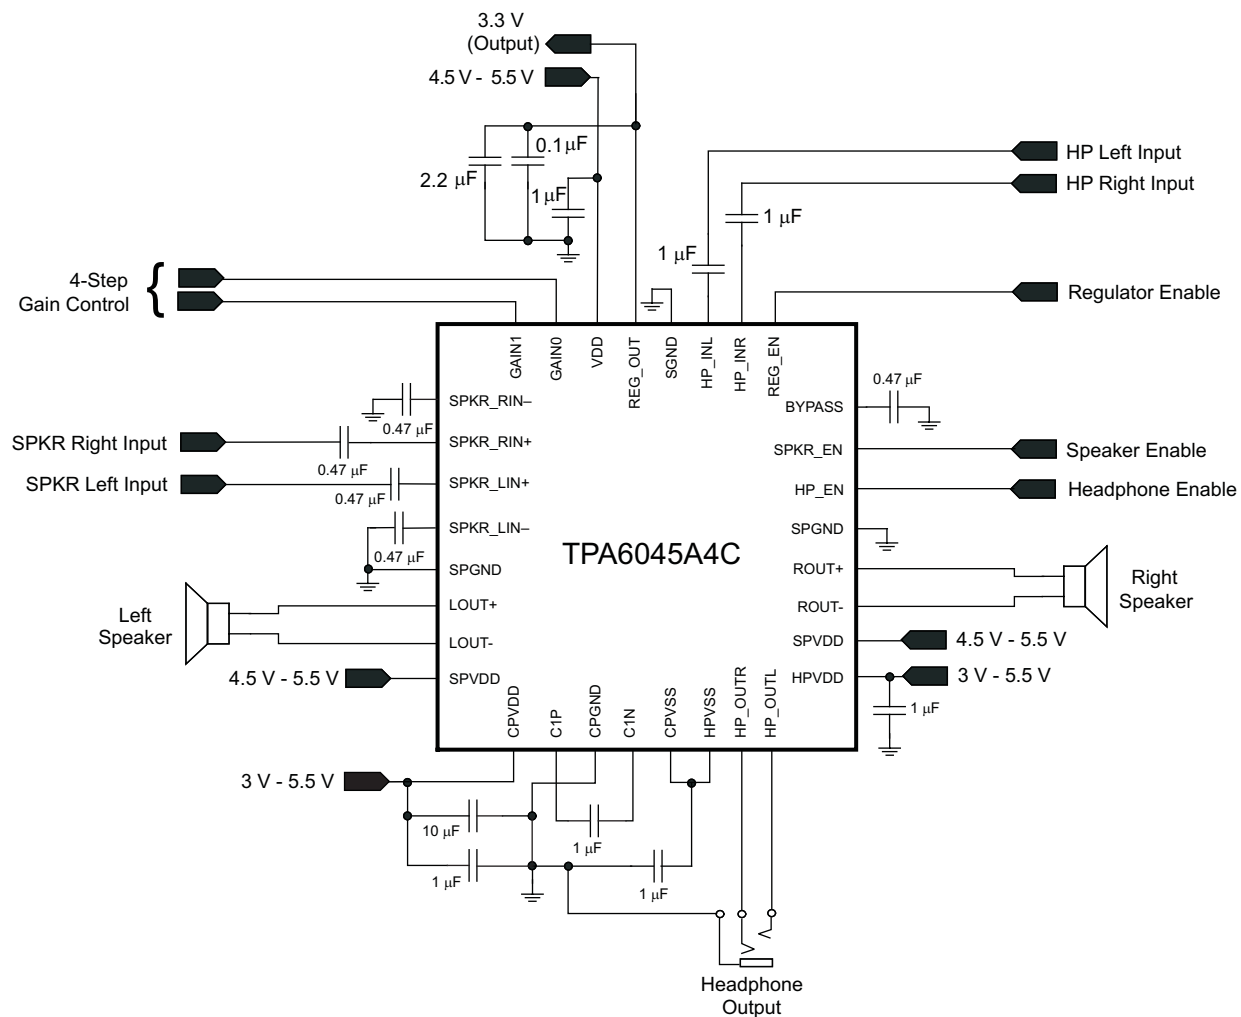 3.3 V
(Output)
4.5 V - 5.5 V
0.1 μF
2.2 μF
1 μF
HP Left Input
HP Right Input
1 μF
1 μF
4-Step
Gain Control
{
Regulator Enable
GAIN1
GAIN0
VDD
REG_OUT
SGND
HP_INL
HP_INR
REG_EN
SPKR_RIN–
0.47 μF
BYPASS
0.47 μF
SPKR Right Input
SPKR_RIN+
0.47 μF
SPKR_EN
Speaker Enable
SPKR Left Input
SPKR_LIN+
0.47 μF
HP_EN
Headphone Enable
SPKR_LIN–
0.47 μF
SPGND
TPA6045A4C
SPGND
ROUT+
Right
Speaker
Left
Speaker
LOUT+
ROUT-
LOUT-
SPVDD
4.5 V - 5.5 V
4.5 V - 5.5 V
SPVDD
HPVDD
3 V - 5.5 V
1 μF
CPVDD
C1P
CPGND
C1N
CPVSS
HPVSS
HP_OUTR
HP_OUTL
3 V - 5.5 V
10 μF
1 μF
1 μF
1 μF
Headphone
Output